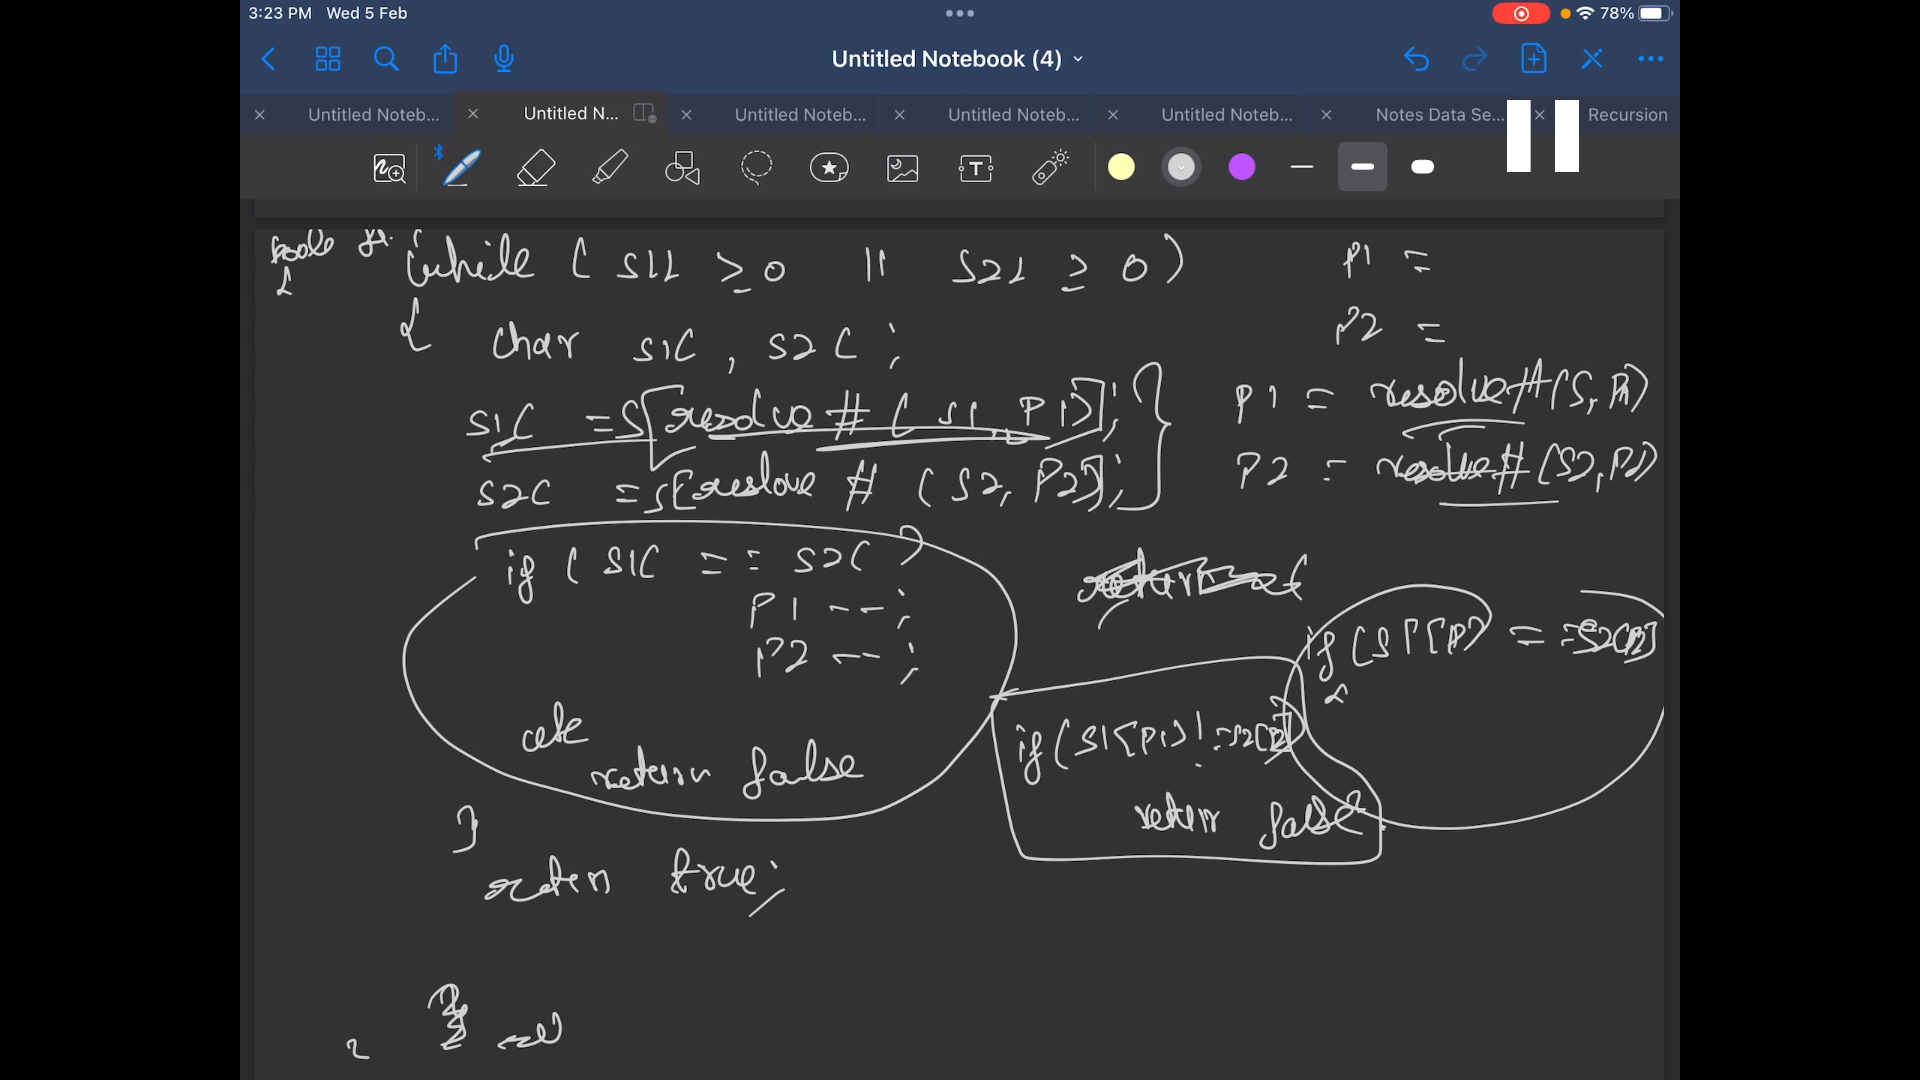 3:23 PM Wed 5 Feb
78%
Untitled Notebook (4)
Untitled Noteb...
Untitled N...
Untitled Noteb...
Untitled Noteb...
Untitled Noteb...
Notes Data Se...
Recursion
while ( S1L ≥ 0 || S2L ≥ 0 )
P1 =
{
P2 =
char S1C , S2C ;
S1C = S[resolve # ( S1, P1)];
P1 = resolve#(S, P1)
S2C = S[reslove # ( S2, P2)];
P2 = resolve#(S2, P2)
if ( S1C == S2C )
P1 --;
if (S1[P1] == S2[P2]
P2 --;
{
else
if (S1[P1] != S2[P2]
return false
return false
}
return true;